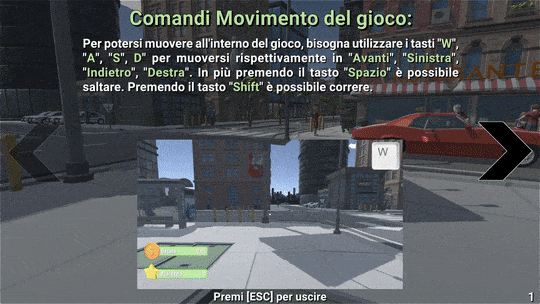 Comandi Movimento del gioco:
Per potersi muovere all'interno del gioco, bisogna utilizzare i tasti "W",
"A", "S", D" per muoversi rispettivamente in "Avanti", "Sinistra",
"Indietro", "Destra". In più premendo il tasto "Spazio" è possibile
saltare. Premendo il tasto "Shift" è possibile correre.
W
Premi [ESC] per uscire
1